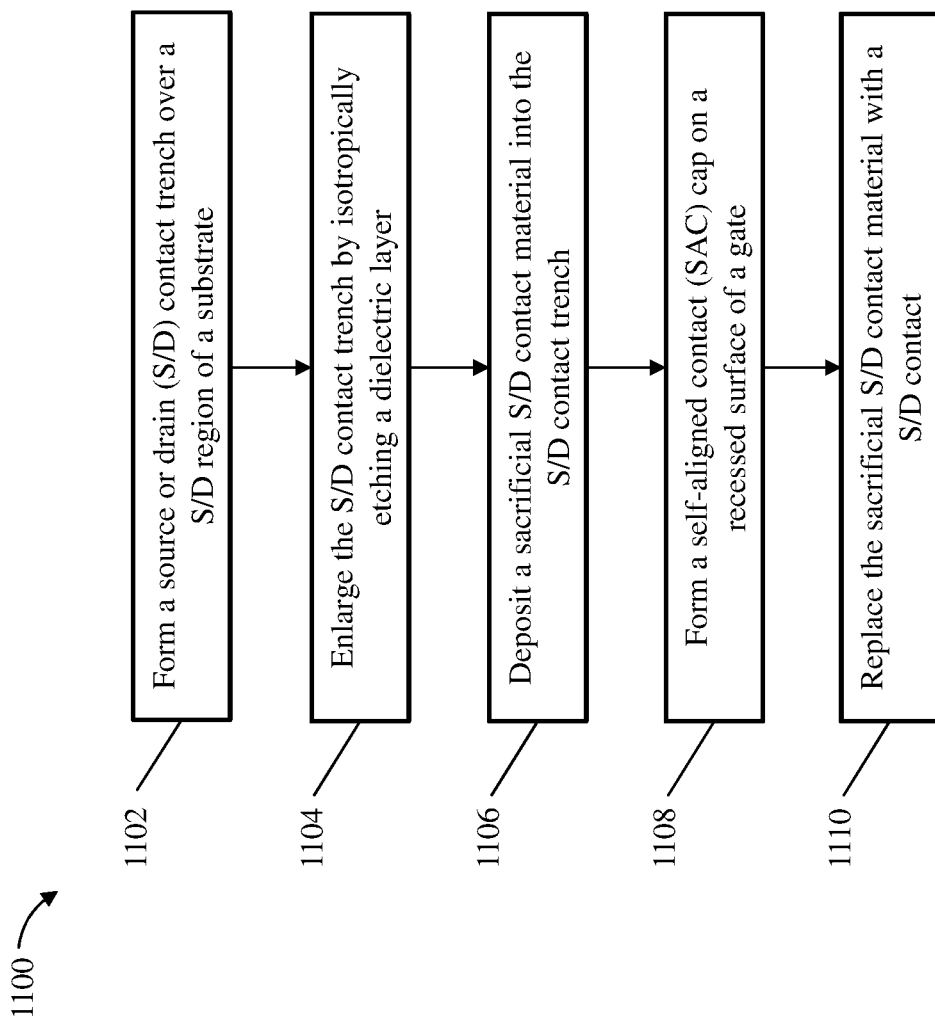 1100
1102
Form a source or drain (S/D) contact trench over a
S/D region of a substrate
1104
Enlarge the S/D contact trench by isotropically
etching a dielectric layer
1106
Deposit a sacrificial S/D contact material into the
S/D contact trench
1108
Form a self-aligned contact (SAC) cap on a
recessed surface of a gate
1110
Replace the sacrificial S/D contact material with a
S/D contact